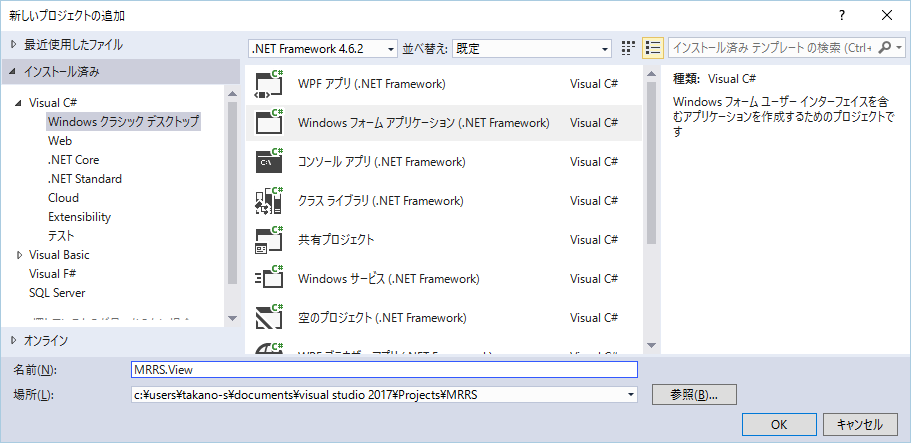 新しいプロジェクトの追加
最近使用したファイル
インストール済み
Visual C#
Windows クラシック デスクトップ
Web
.NET Core
.NET Standard
Cloud
Extensibility
テスト
Visual Basic
Visual F#
SQL Server
オンライン
.NET Framework 4.6.2 並べ替え: 既定
WPF アプリ (.NET Framework) Visual C#
Windows フォーム アプリケーション (.NET Framework) Visual C#
コンソール アプリ (.NET Framework) Visual C#
クラス ライブラリ (.NET Framework) Visual C#
共有プロジェクト Visual C#
Windows サービス (.NET Framework) Visual C#
空のプロジェクト (.NET Framework) Visual C#
WPF ブラウザー アプリ (.NET Framework) Visual C#
インストール済み テンプレート の検索 (Ctrl+
種類: Visual C#
Windows フォーム ユーザー インターフェイスを含
むアプリケーションを作成するためのプロジェクトで
す
名前(N): MRRS.View
場所(L): c:¥users¥takano-s¥documents¥visual studio 2017¥Projects¥MRRS 参照(B)...
OK キャンセル